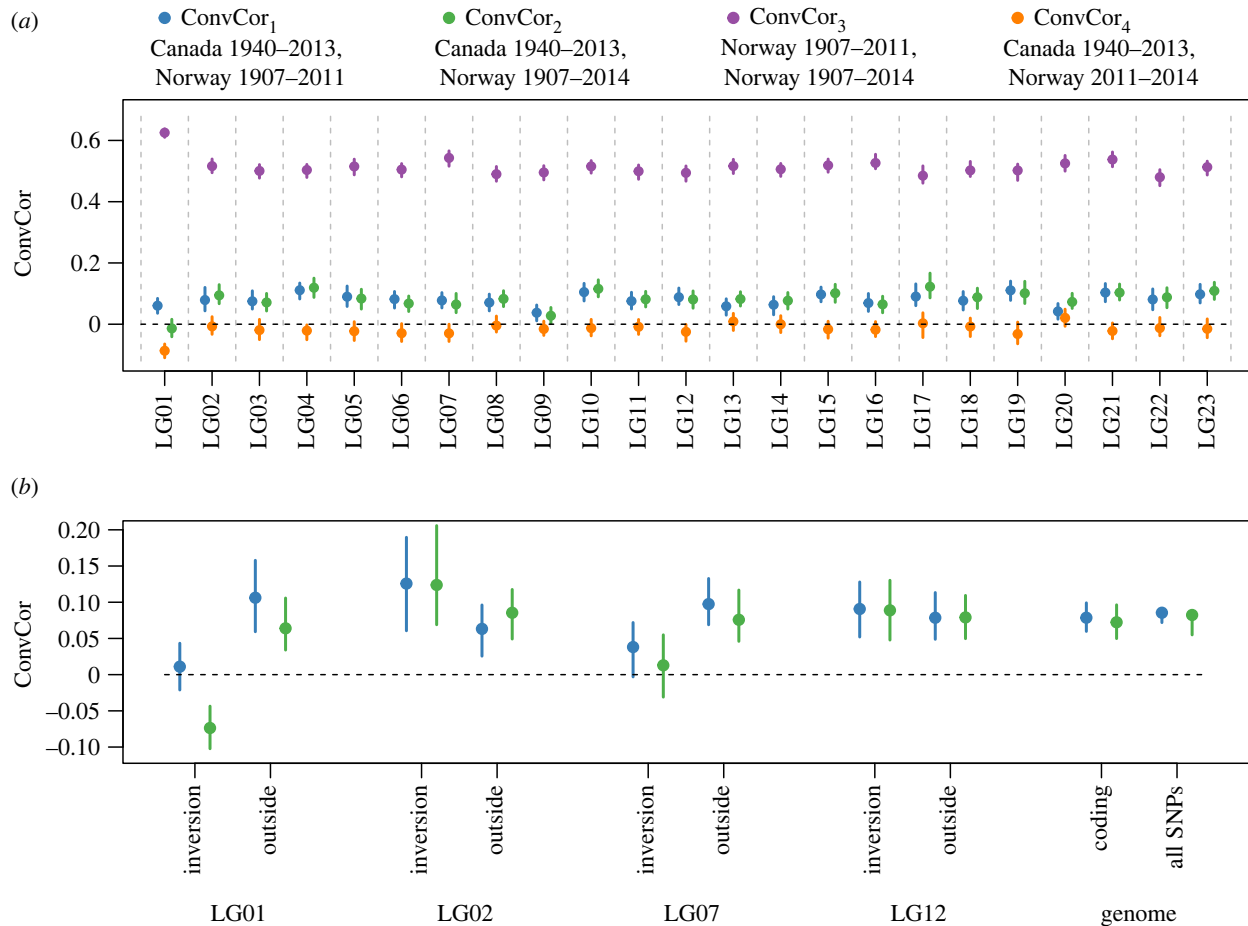 (a)
ConvCor1 ConvCor2 ConvCor3 ConvCor4
Canada 1940–2013, Canada 1940–2013, Norway 1907–2011, Canada 1940–2013,
Norway 1907–2011 Norway 1907–2014 Norway 1907–2014 Norway 2011–2014
0.6
0.4
0.2
0
ConvCor
LG01 LG02 LG03 LG04 LG05 LG06 LG07 LG08 LG09 LG10 LG11 LG12 LG13 LG14 LG15 LG16 LG17 LG18 LG19 LG20 LG21 LG22 LG23
(b)
0.20
0.15
0.10
0.05
0
–0.05
–0.10
ConvCor
inversion outside inversion outside inversion outside inversion outside coding all SNPs
LG01 LG02 LG07 LG12 genome